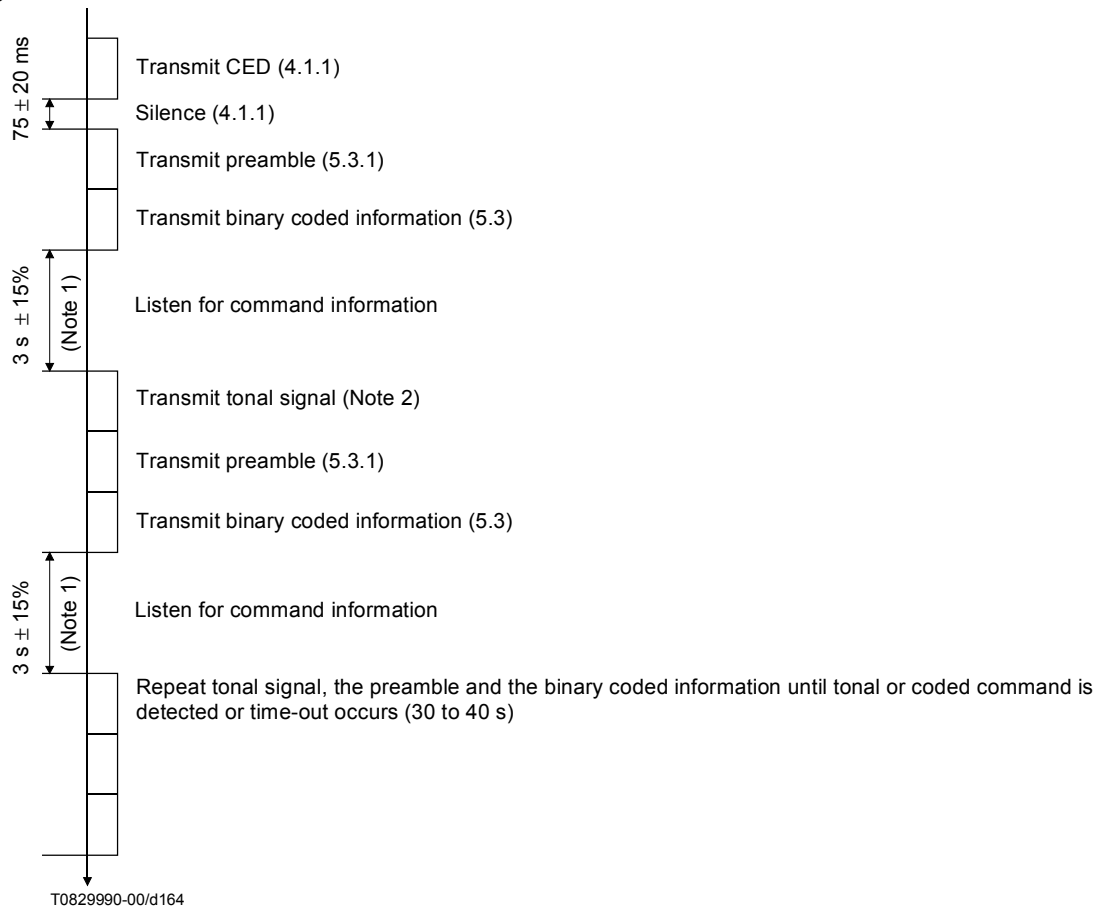 75 ± 20 ms
Transmit CED (4.1.1)
Silence (4.1.1)
Transmit preamble (5.3.1)
Transmit binary coded information (5.3)
3 s ± 15%
(Note 1)
Listen for command information
Transmit tonal signal (Note 2)
Transmit preamble (5.3.1)
Transmit binary coded information (5.3)
3 s ± 15%
(Note 1)
Listen for command information
Repeat tonal signal, the preamble and the binary coded information until tonal or coded command is
detected or time-out occurs (30 to 40 s)
T0829990-00/d164